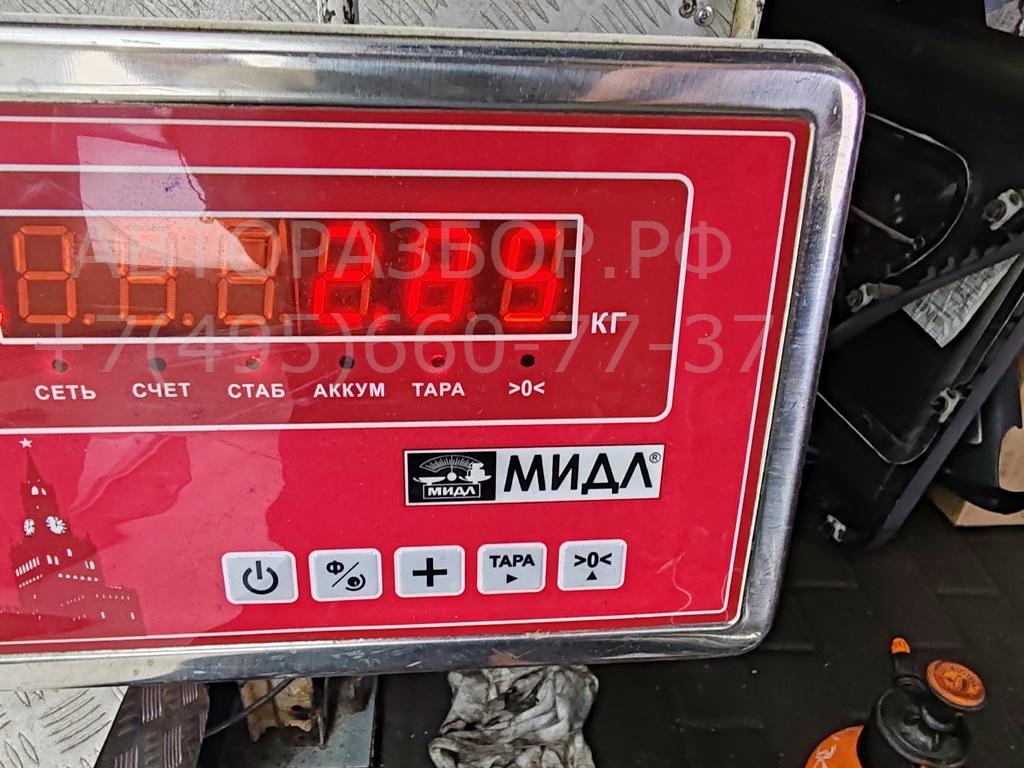 АВТОРАЗБОР.РФ
+7(495)660-77-37
КГ
СЕТЬ СЧЕТ СТАБ АККУМ ТАРА >0<
МИДЛ МИДЛ®
Ф ТАРА >0<